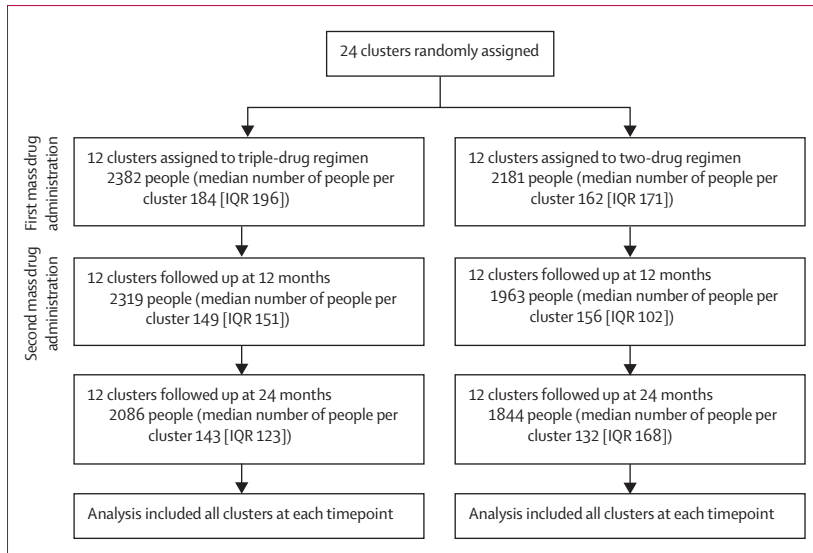 24 clusters randomly assigned
First mass drug
administration
12 clusters assigned to triple-drug regimen
2382 people (median number of people per
cluster 184 [IQR 196])
12 clusters assigned to two-drug regimen
2181 people (median number of people per
cluster 162 [IQR 171])
Second mass drug
administration
12 clusters followed up at 12 months
2319 people (median number of people per
cluster 149 [IQR 151])
12 clusters followed up at 12 months
1963 people (median number of people per
cluster 156 [IQR 102])
12 clusters followed up at 24 months
2086 people (median number of people per
cluster 143 [IQR 123])
12 clusters followed up at 24 months
1844 people (median number of people per
cluster 132 [IQR 168])
Analysis included all clusters at each timepoint
Analysis included all clusters at each timepoint